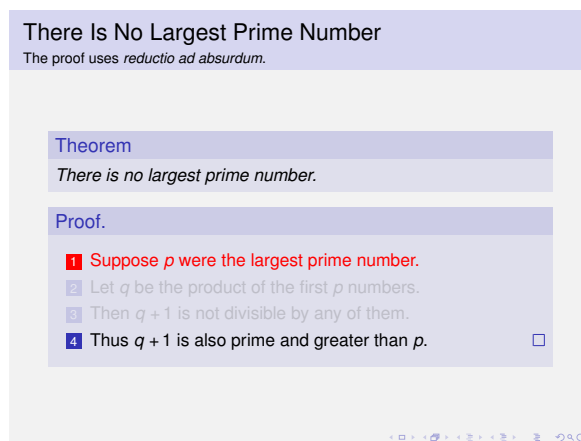 There Is No Largest Prime Number
The proof uses reductio ad absurdum.
Theorem
There is no largest prime number.
Proof.
1 Suppose p were the largest prime number.
2 Let q be the product of the first p numbers.
3 Then q + 1 is not divisible by any of them.
4 Thus q + 1 is also prime and greater than p.